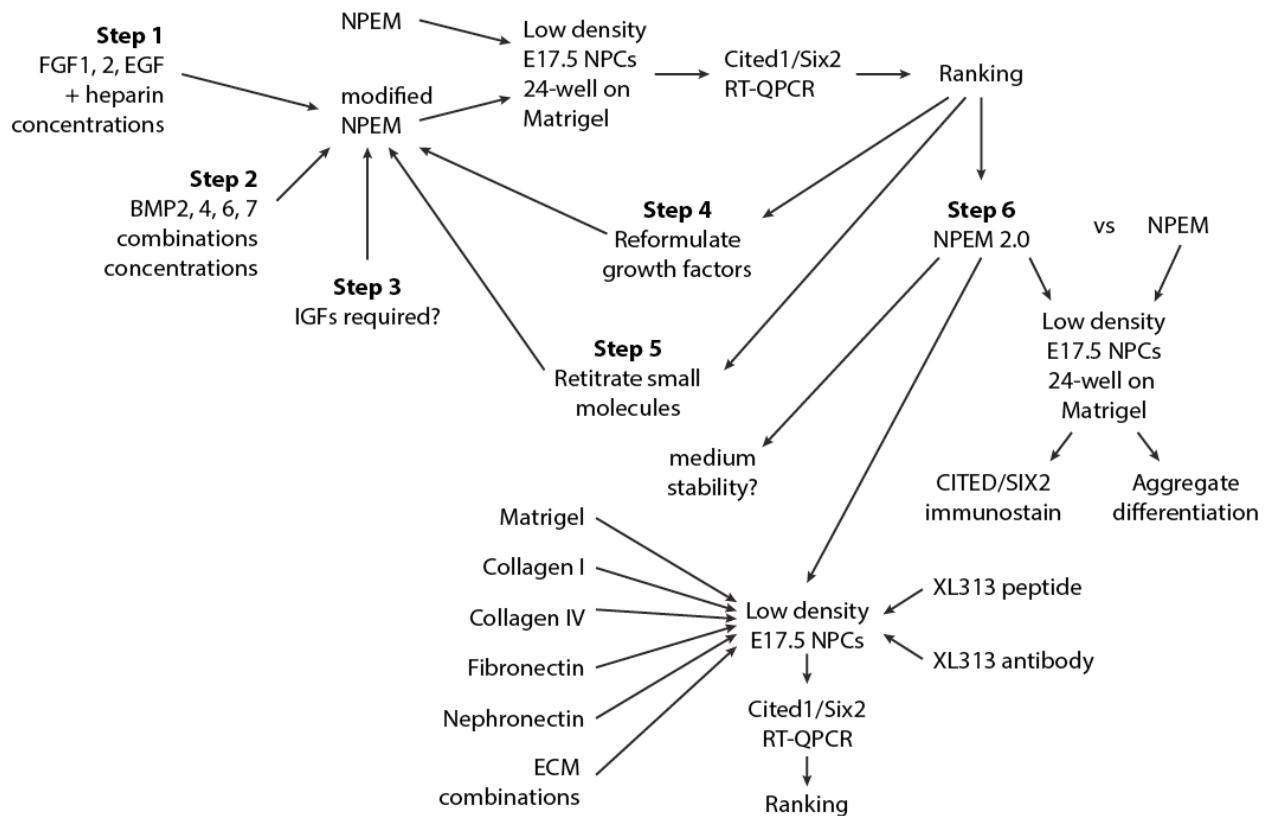 Step 1
FGF1, 2, EGF
+ heparin
concentrations
NPEM
modified
NPEM
Low density
E17.5 NPCs
24-well on
Matrigel
Cited1/Six2
RT-QPCR
Ranking
Step 2
BMP2, 4, 6, 7
combinations
concentrations
Step 3
IGFs required?
Step 4
Reformulate
growth factors
Step 5
Retitrate small
molecules
Step 6
NPEM 2.0
vs
NPEM
Low density
E17.5 NPCs
24-well on
Matrigel
CITED/SIX2
immunostain
Aggregate
differentiation
medium
stability?
Matrigel
Collagen I
Collagen IV
Fibronectin
Nephronectin
ECM
combinations
Low density
E17.5 NPCs
XL313 peptide
XL313 antibody
Cited1/Six2
RT-QPCR
Ranking